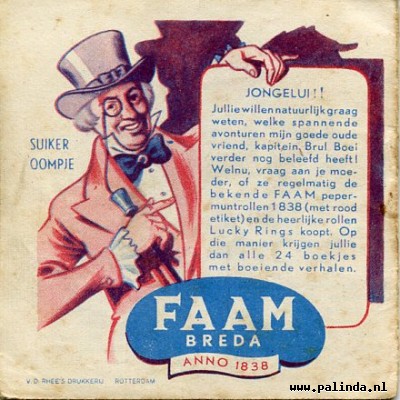 SUIKER
OOMPJE
JONGELUI!!
Jullie willen natuurlijk graag
weten, welke spannende
avonturen mijn goede oude
vriend, kapitein, Brul Boei
verder nog beleefd heeft!
Welnu, vraag aan je moe-
der, of ze regelmatig de
bekende FAAM peper-
muntrollen 1838 (met rood
etiket) en de heerlijke rollen
Lucky Rings koopt. Op
die manier krijgen jullie
dan alle 24 boekjes
met boeiende verhalen.
FAAM
BREDA
ANNO 1838
V.D. RHEE'S DRUKKERIJ ROTTERDAM
www.palinda.nl